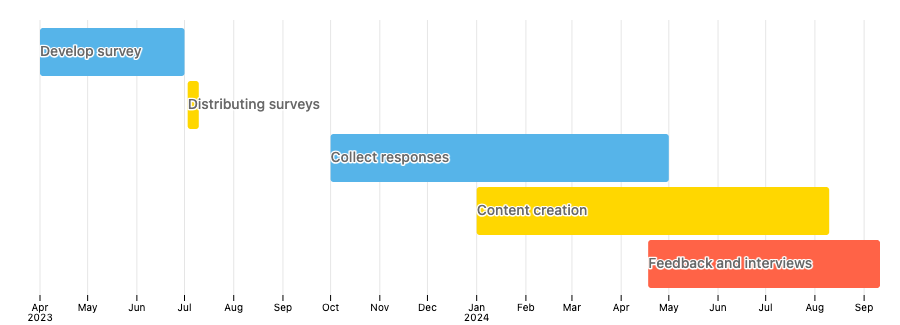 Develop survey
Distributing surveys
Collect responses
Content creation
Feedback and interviews
Apr May Jun Jul Aug Sep Oct Nov Dec Jan Feb Mar Apr May Jun Jul Aug Sep
2023 2024